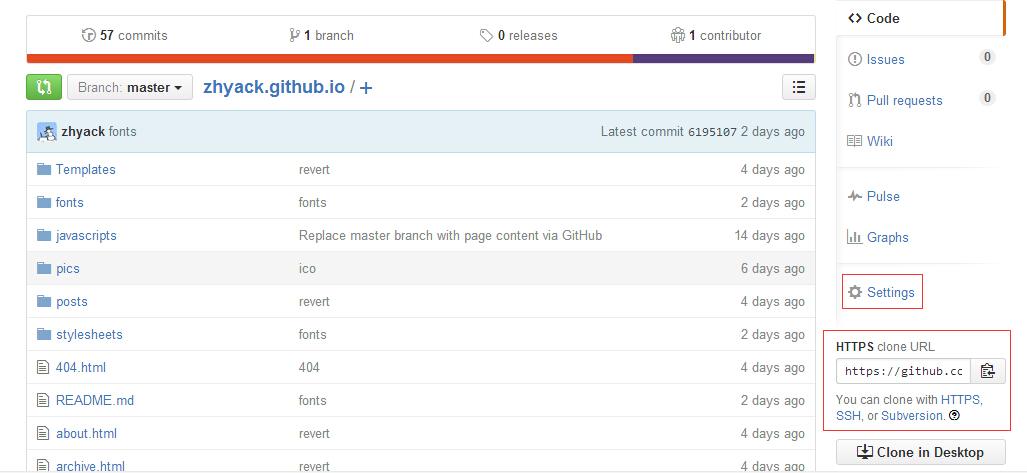 57 commits 1 branch 0 releases 1 contributor
Branch: master zhyack.github.io / +
zhyack fonts Latest commit 6195107 2 days ago
Templates revert 4 days ago
fonts fonts 2 days ago
javascripts Replace master branch with page content via GitHub 14 days ago
pics ico 6 days ago
posts revert 4 days ago
stylesheets fonts 2 days ago
404.html 404 4 days ago
README.md fonts 2 days ago
about.html revert 4 days ago
archive.html revert 4 days ago
Code
Issues 0
Pull requests 0
Wiki
Pulse
Graphs
Settings
HTTPS clone URL
https://github.cc
You can clone with HTTPS,
SSH, or Subversion.
Clone in Desktop